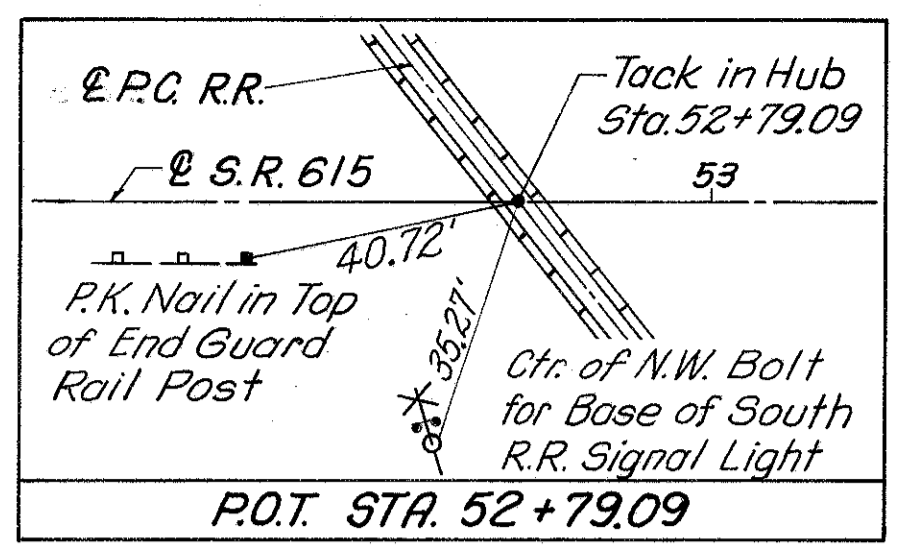 ℄ P.C. R.R.
Tack in Hub
Sta. 52+79.09
℄ S.R. 615
53
40.72'
P.K. Nail in Top
of End Guard
Rail Post
35.27'
Ctr. of N.W. Bolt
for Base of South
R.R. Signal Light
P.O.T. STA. 52+79.09